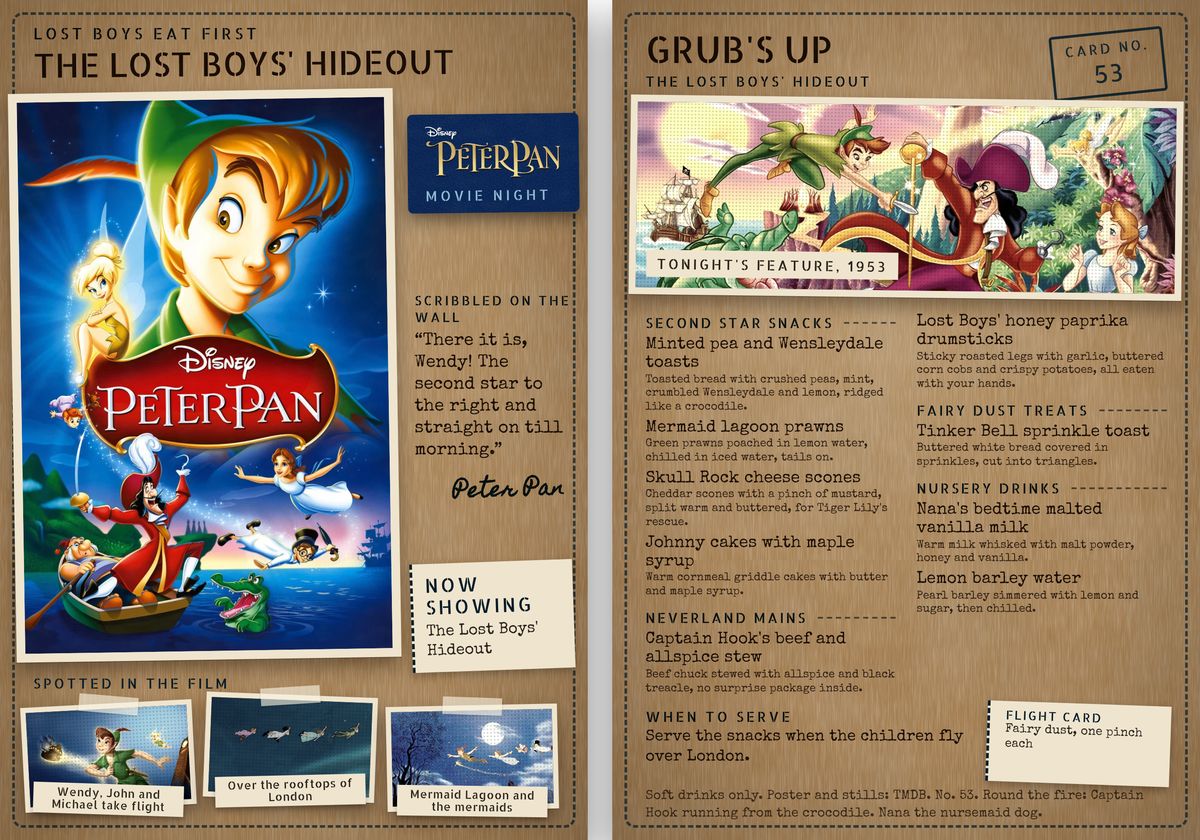 LOST BOYS EAT FIRST
THE LOST BOYS' HIDEOUT
Disney
PETER PAN
MOVIE NIGHT
Disney
PETER PAN
SCRIBBLED ON THE
WALL
“There it is,
Wendy! The
second star to
the right and
straight on till
morning.”
Peter Pan
NOW
SHOWING
The Lost Boys'
Hideout
SPOTTED IN THE FILM
Wendy, John and
Michael take flight
Over the rooftops of
London
Mermaid Lagoon and
the mermaids
GRUB'S UP
THE LOST BOYS' HIDEOUT
CARD NO.
53
TONIGHT'S FEATURE, 1953
SECOND STAR SNACKS
Minted pea and Wensleydale
toasts
Toasted bread with crushed peas, mint,
crumbled Wensleydale and lemon, ridged
like a crocodile.
Mermaid lagoon prawns
Green prawns poached in lemon water,
chilled in iced water, tails on.
Skull Rock cheese scones
Cheddar scones with a pinch of mustard,
split warm and buttered, for Tiger Lily's
rescue.
Johnny cakes with maple
syrup
Warm cornmeal griddle cakes with butter
and maple syrup.
NEVERLAND MAINS
Captain Hook's beef and
allspice stew
Beef chuck stewed with allspice and black
treacle, no surprise package inside.
Lost Boys' honey paprika
drumsticks
Sticky roasted legs with garlic, buttered
corn cobs and crispy potatoes, all eaten
with your hands.
FAIRY DUST TREATS
Tinker Bell sprinkle toast
Buttered white bread covered in
sprinkles, cut into triangles.
NURSERY DRINKS
Nana's bedtime malted
vanilla milk
Warm milk whisked with malt powder,
honey and vanilla.
Lemon barley water
Pearl barley simmered with lemon and
sugar, then chilled.
WHEN TO SERVE
Serve the snacks when the children fly
over London.
FLIGHT CARD
Fairy dust, one pinch
each
Soft drinks only. Poster and stills: TMDB. No. 53. Round the fire: Captain
Hook running from the crocodile. Nana the nursemaid dog.